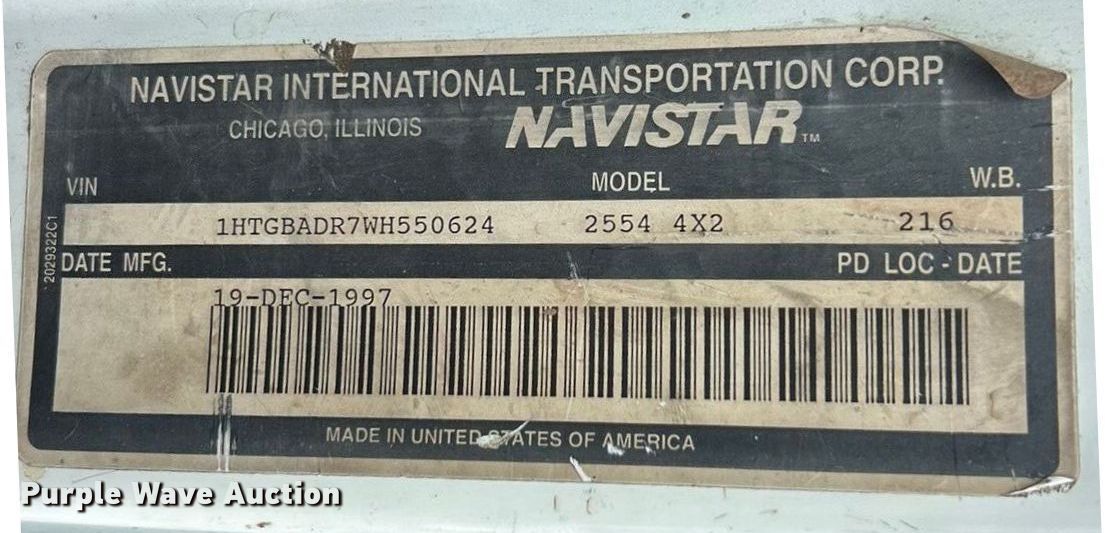 NAVISTAR INTERNATIONAL TRANSPORTATION CORP.
CHICAGO, ILLINOIS NAVISTAR™
VIN MODEL W.B.
1HTGBADR7WH550624 2554 4X2 216
2029322C1
DATE MFG. PD LOC - DATE
19-DEC-1997
MADE IN UNITED STATES OF AMERICA
Purple Wave Auction